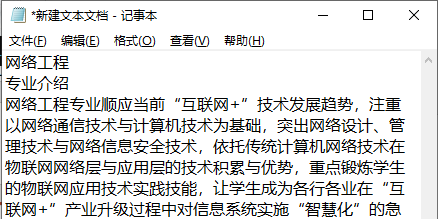 *新建文本文档 - 记事本
文件(F) 编辑(E) 格式(O) 查看(V) 帮助(H)
网络工程
专业介绍
网络工程专业顺应当前“互联网+”技术发展趋势，注重
以网络通信技术与计算机技术为基础，突出网络设计、管
理技术与网络信息安全技术，依托传统计算机网络技术在
物联网网络层与应用层的技术积累与优势，重点锻炼学生
的物联网应用技术实践技能，让学生成为各行各业在“互
联网+”产业升级过程中对信息系统实施“智慧化”的急